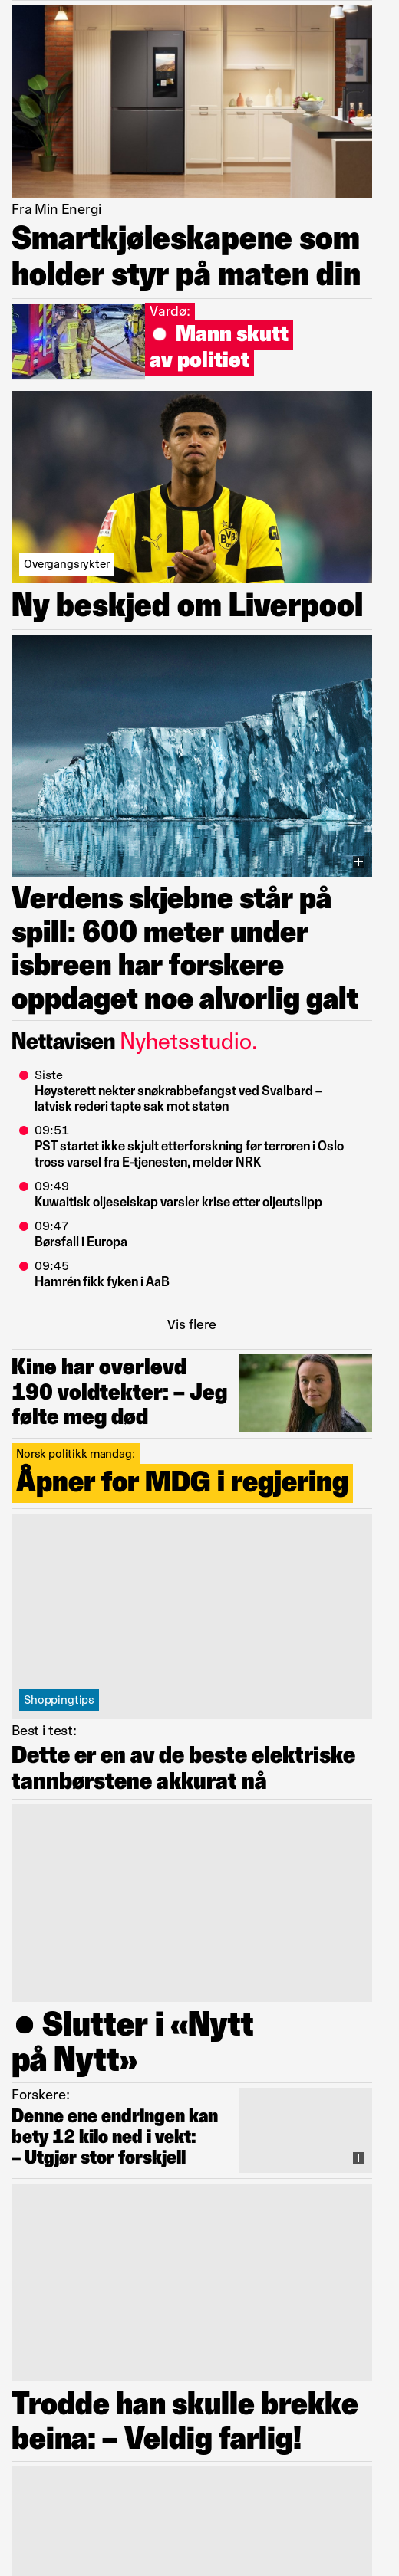 Fra Min Energi
Smartkjøleskapene som
holder styr på maten din
Vardø:
● Mann skutt
av politiet
Overgangsrykter
Ny beskjed om Liverpool
Verdens skjebne står på
spill: 600 meter under
isbreen har forskere
oppdaget noe alvorlig galt
Nettavisen Nyhetsstudio.
Siste
Høysterett nekter snøkrabbefangst ved Svalbard –
latvisk rederi tapte sak mot staten
09:51
PST startet ikke skjult etterforskning før terroren i Oslo
tross varsel fra E-tjenesten, melder NRK
09:49
Kuwaitisk oljeselskap varsler krise etter oljeutslipp
09:47
Børsfall i Europa
09:45
Hamrén fikk fyken i AaB
Vis flere
Kine har overlevd
190 voldtekter: – Jeg
følte meg død
Norsk politikk mandag:
Åpner for MDG i regjering
Shoppingtips
Best i test:
Dette er en av de beste elektriske
tannbørstene akkurat nå
● Slutter i «Nytt
på Nytt»
Forskere:
Denne ene endringen kan
bety 12 kilo ned i vekt:
– Utgjør stor forskjell
Trodde han skulle brekke
beina: – Veldig farlig!